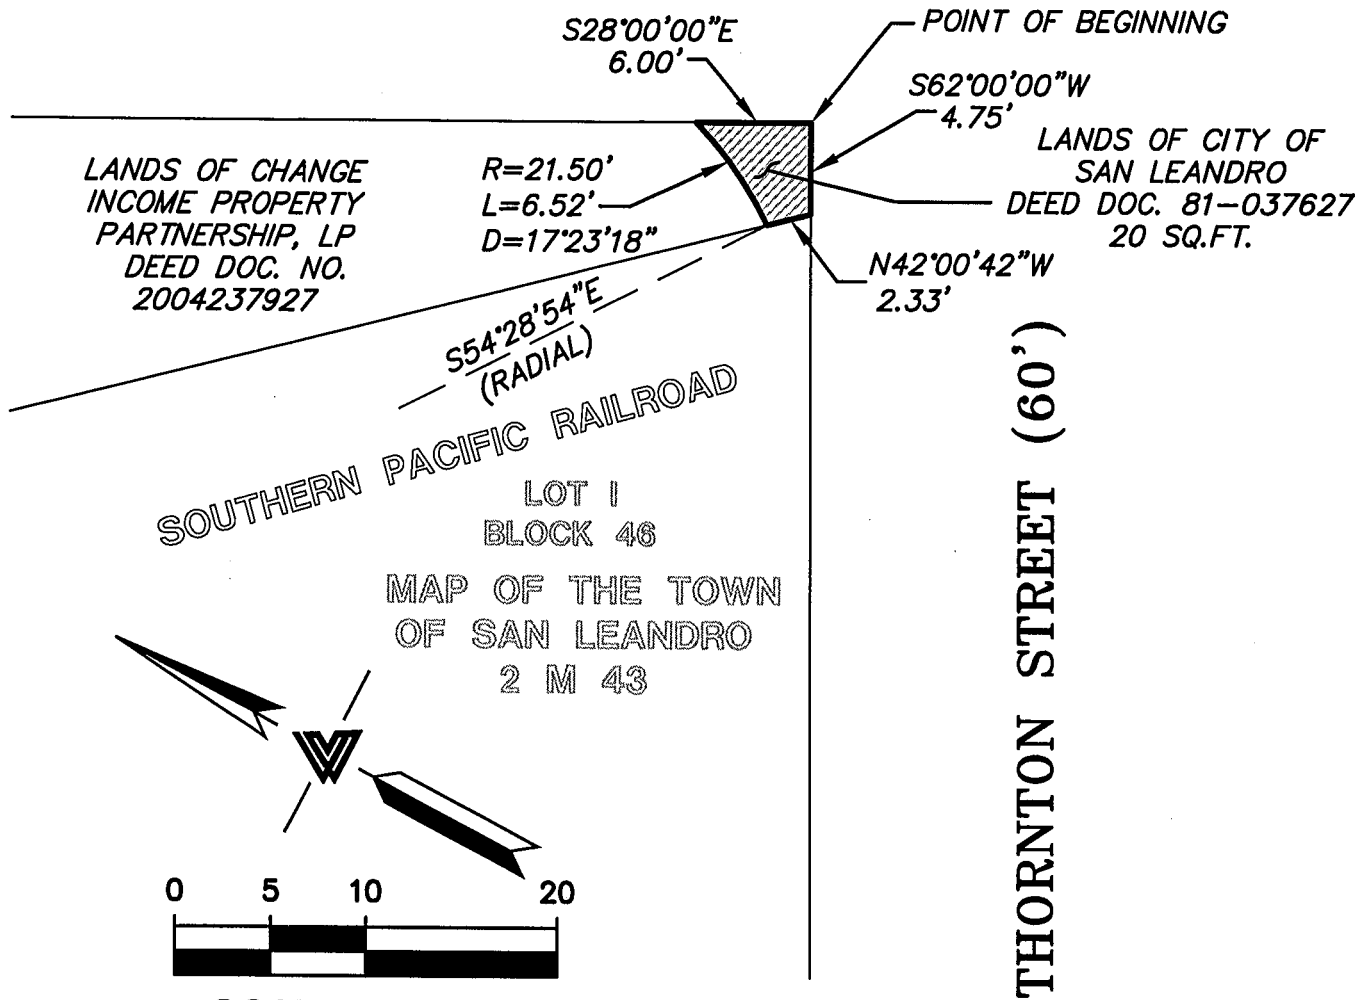 S28°00'00"E
6.00'
POINT OF BEGINNING
S62°00'00"W
4.75'
LANDS OF CITY OF
SAN LEANDRO
DEED DOC. 81-037627
20 SQ.FT.
LANDS OF CHANGE
INCOME PROPERTY
PARTNERSHIP, LP
DEED DOC. NO.
2004237927
R=21.50'
L=6.52'
D=17°23'18"
N42°00'42"W
2.33'
S54°28'54"E
(RADIAL)
SOUTHERN PACIFIC RAILROAD
LOT 1
BLOCK 46
MAP OF THE TOWN
OF SAN LEANDRO
2 M 43
THORNTON STREET (60')
0 5 10 20